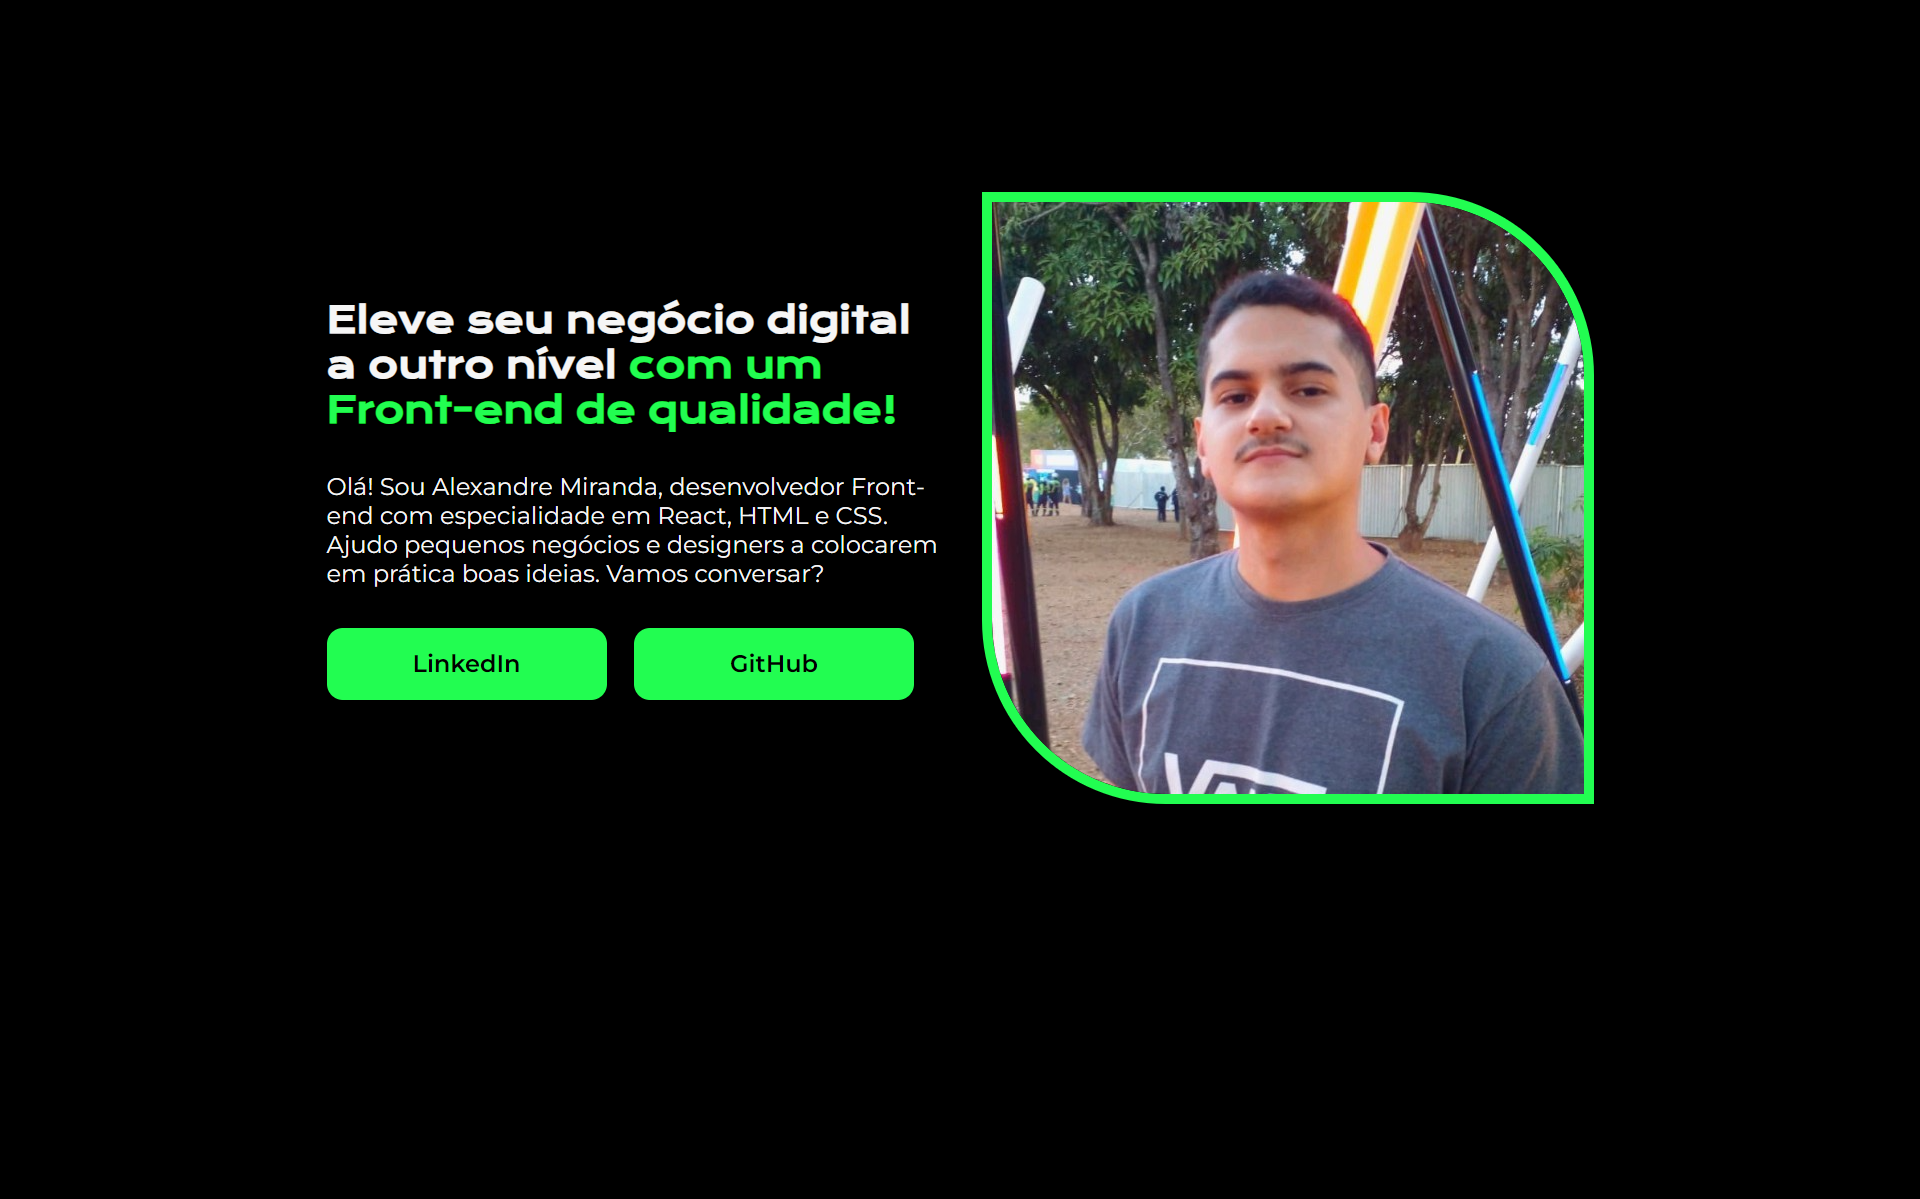 Eleve seu negócio digital
a outro nível com um
Front-end de qualidade!
Olá! Sou Alexandre Miranda, desenvolvedor Front-
end com especialidade em React, HTML e CSS.
Ajudo pequenos negócios e designers a colocarem
em prática boas ideias. Vamos conversar?
LinkedIn
GitHub